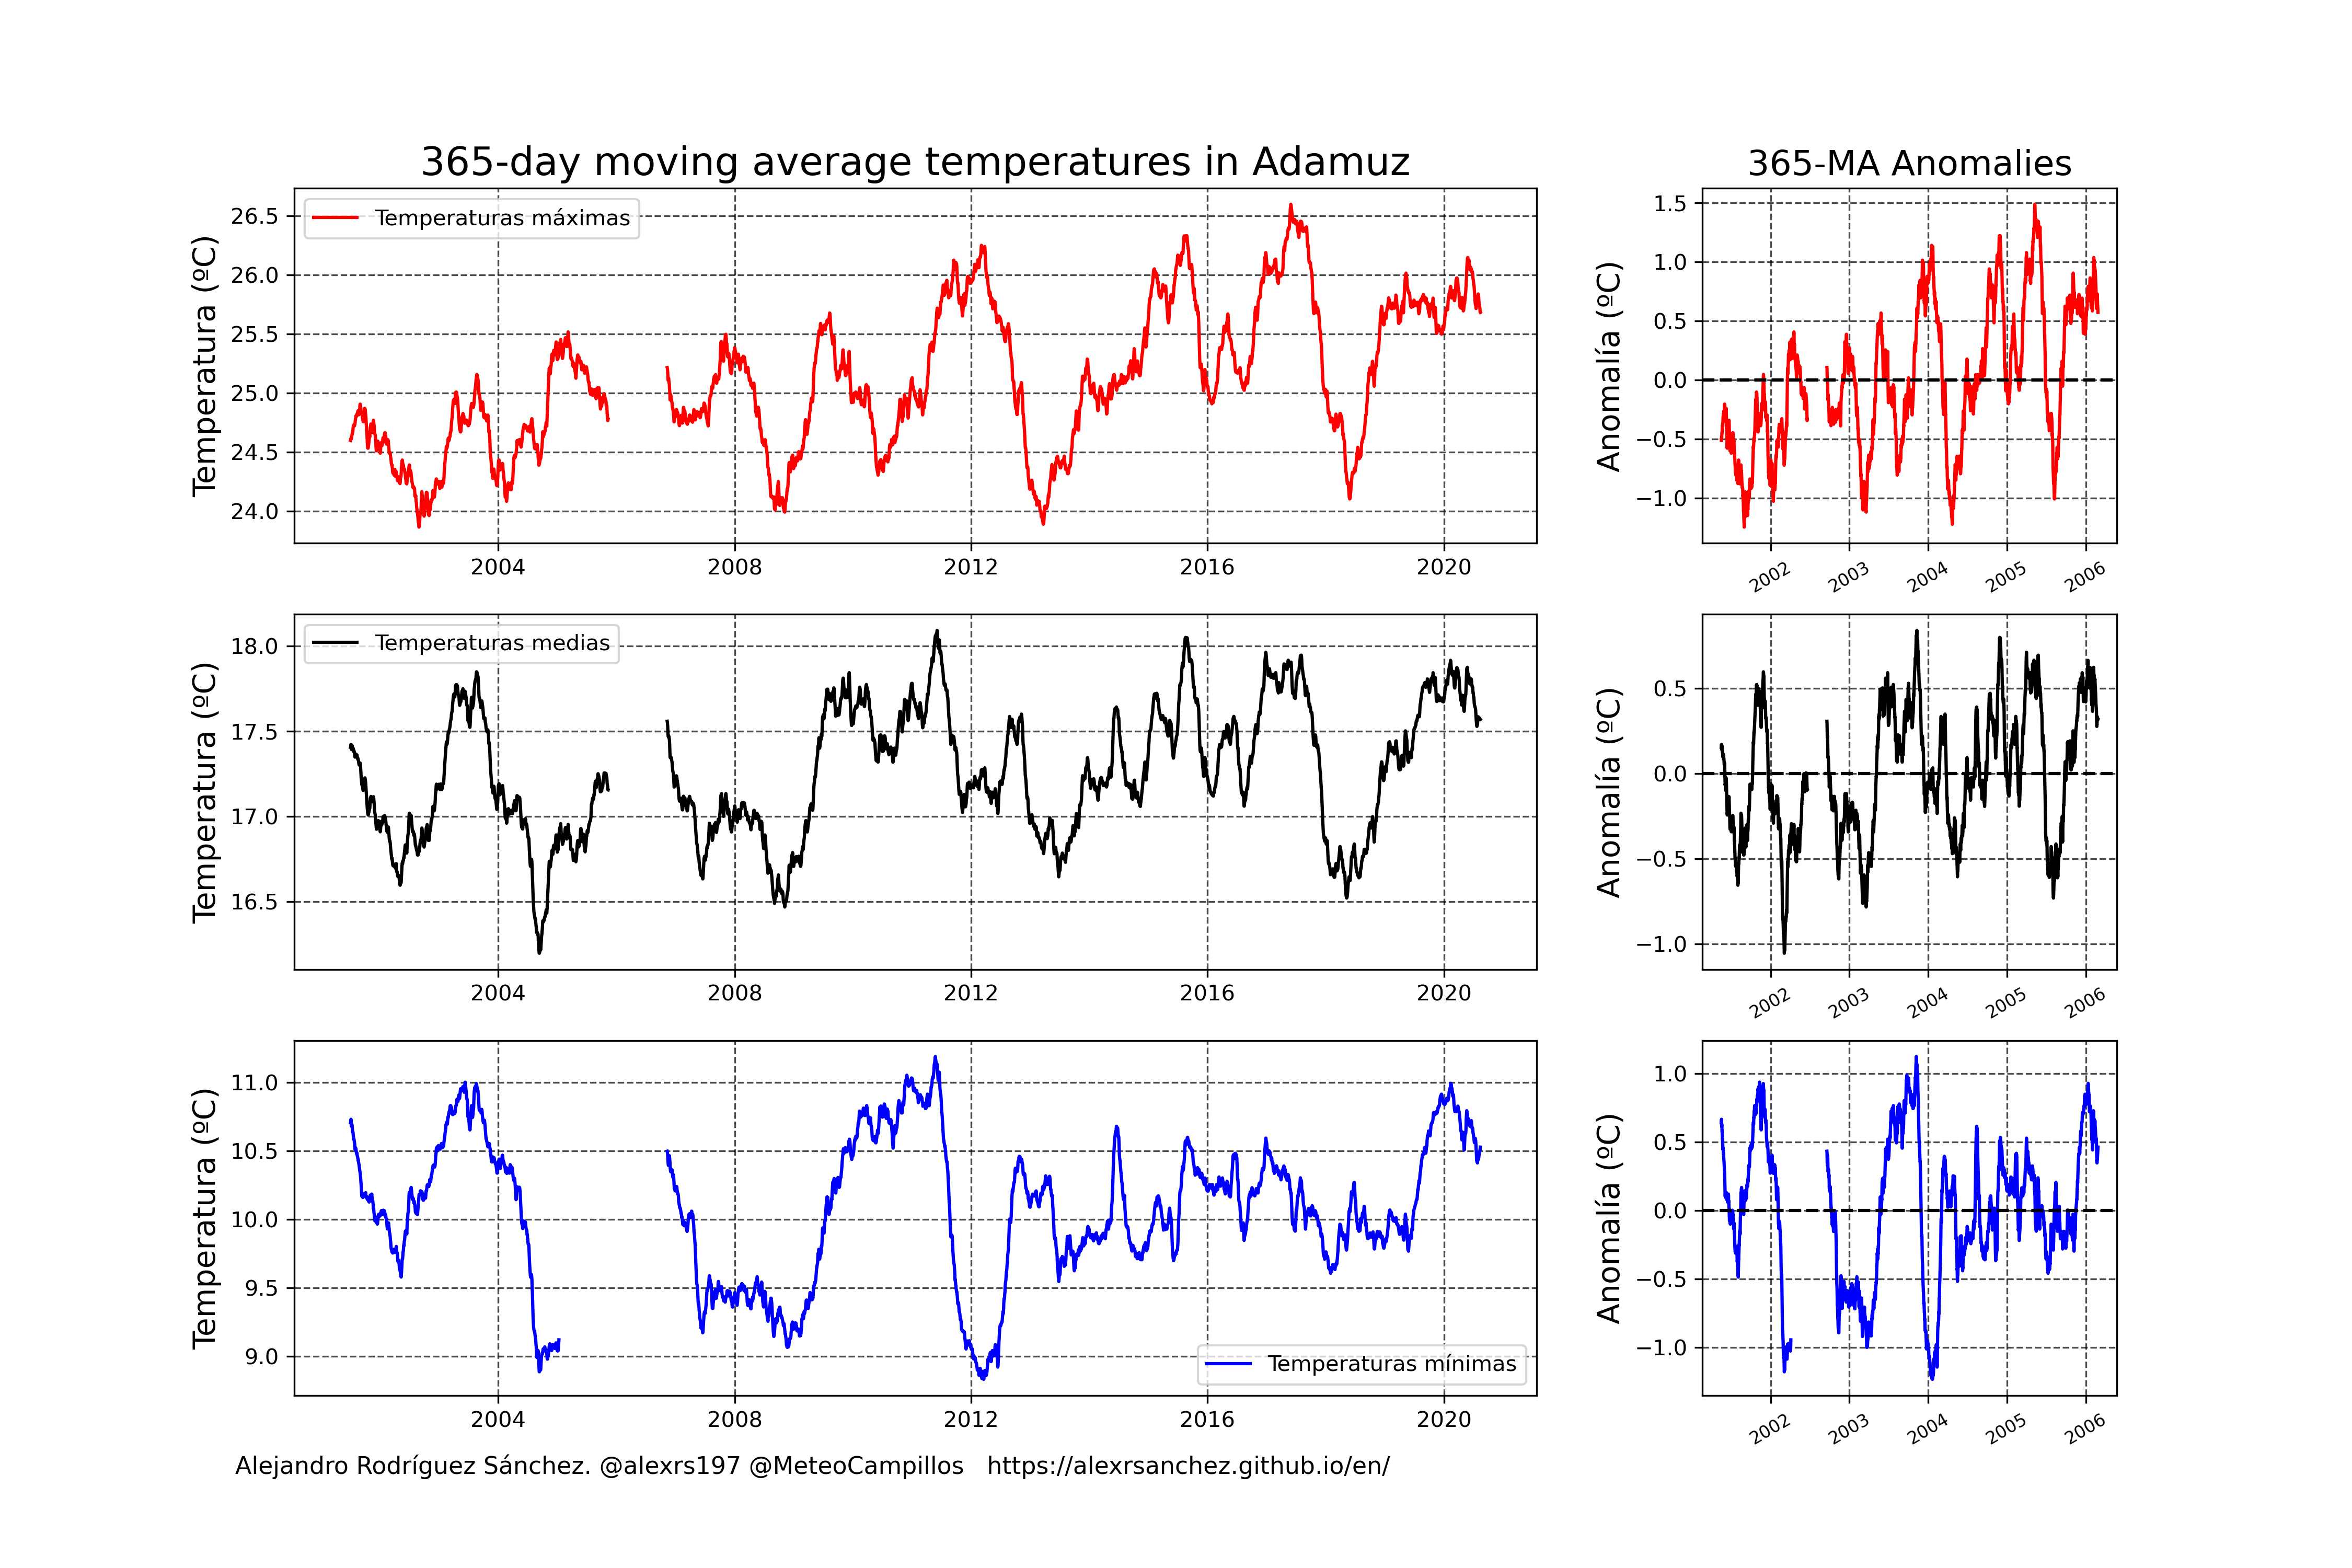 365-day moving average temperatures in Adamuz
365-MA Anomalies
Temperatura (ºC)
26.5
26.0
25.5
25.0
24.5
24.0
Temperaturas máximas
2004 2008 2012 2016 2020
Anomalía (ºC)
1.5
1.0
0.5
0.0
−0.5
−1.0
2002 2003 2004 2005 2006
Temperatura (ºC)
18.0
17.5
17.0
16.5
Temperaturas medias
2004 2008 2012 2016 2020
Anomalía (ºC)
0.5
0.0
−0.5
−1.0
2002 2003 2004 2005 2006
Temperatura (ºC)
11.0
10.5
10.0
9.5
9.0
Temperaturas mínimas
2004 2008 2012 2016 2020
Anomalía (ºC)
1.0
0.5
0.0
−0.5
−1.0
2002 2003 2004 2005 2006
Alejandro Rodríguez Sánchez. @alexrs197 @MeteoCampillos https://alexrsanchez.github.io/en/